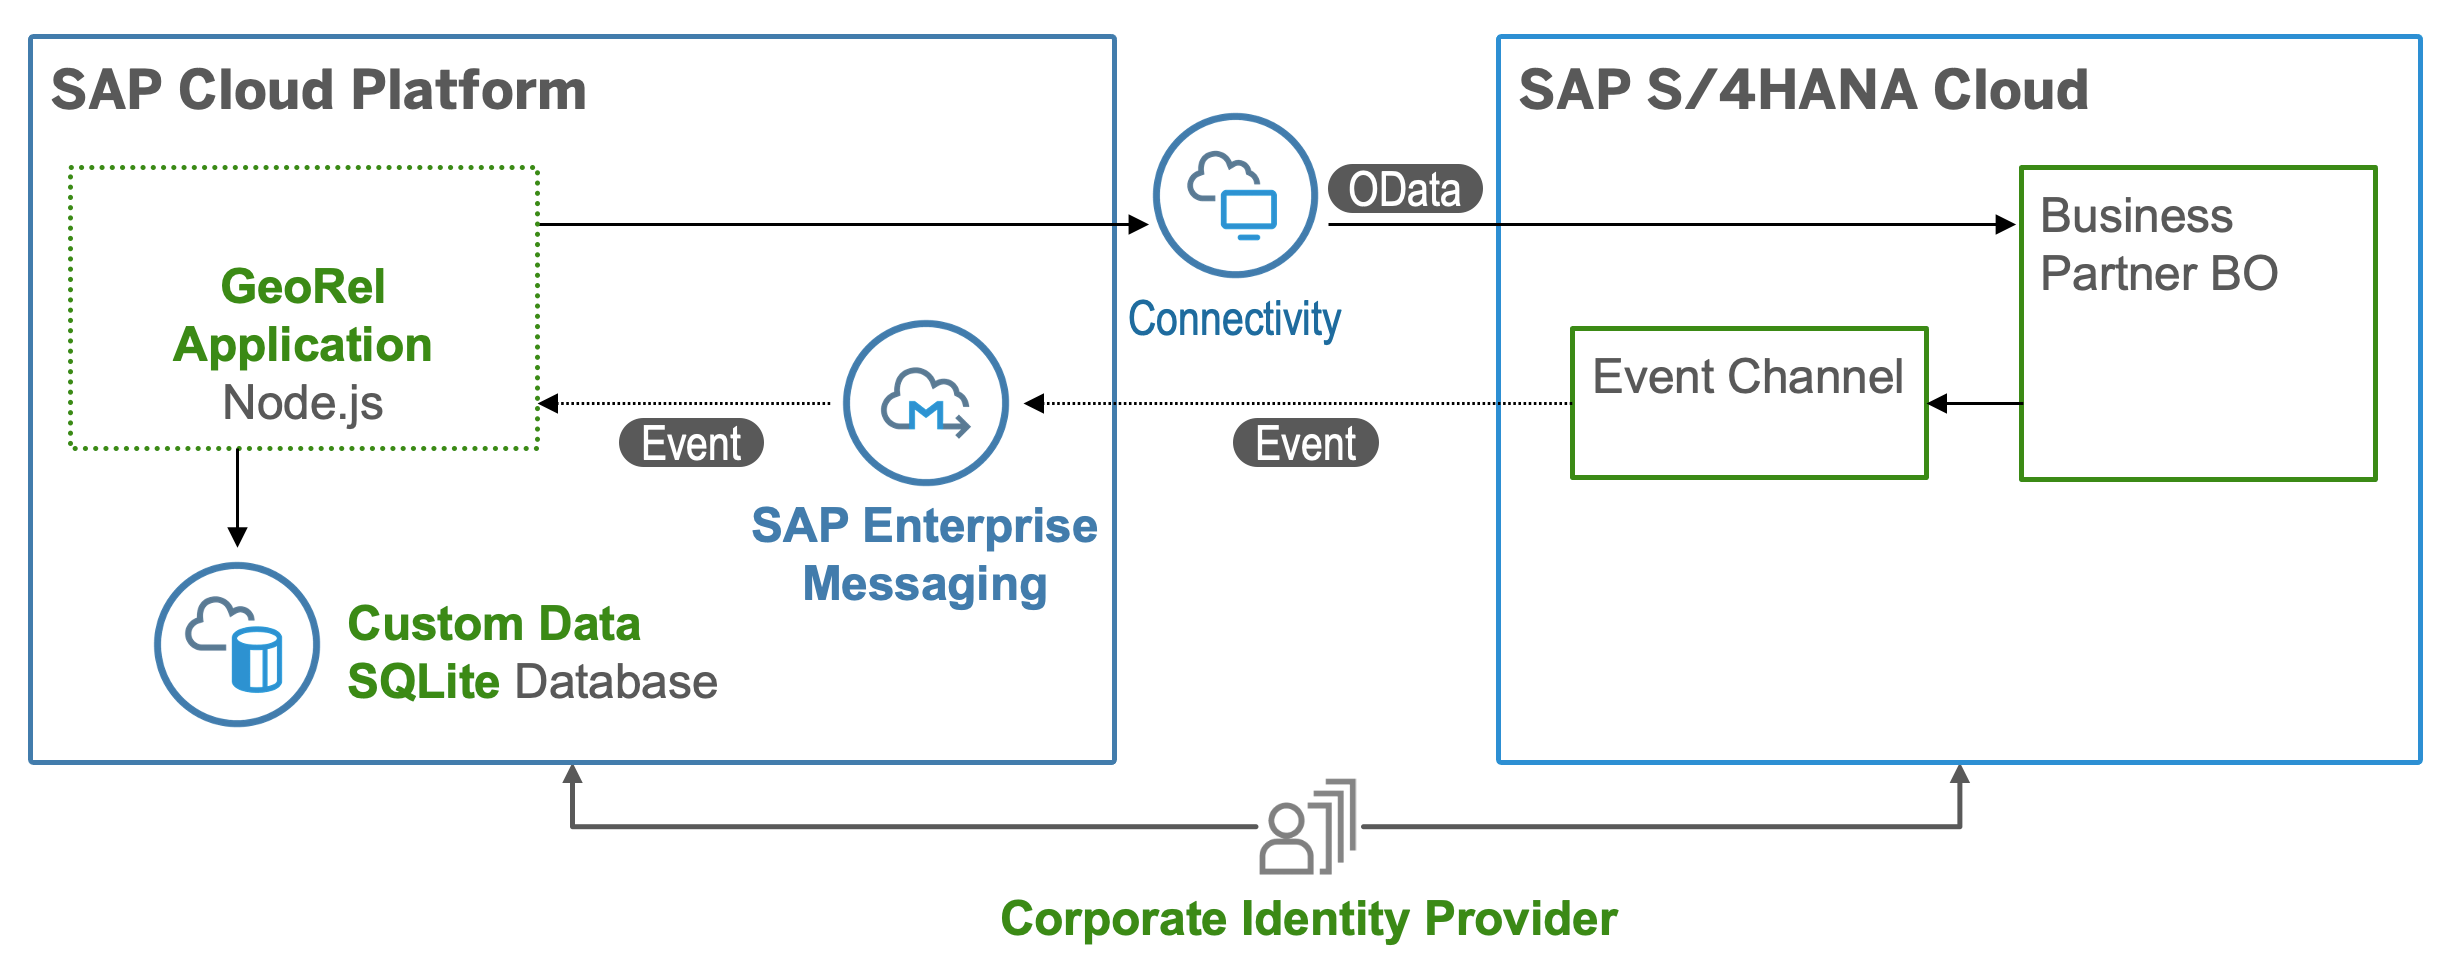 SAP Cloud Platform
GeoRel
Application
Node.js
Event
SAP Enterprise
Messaging
Custom Data
SQLite Database
Connectivity
OData
Event
SAP S/4HANA Cloud
Business
Partner BO
Event Channel
Corporate Identity Provider